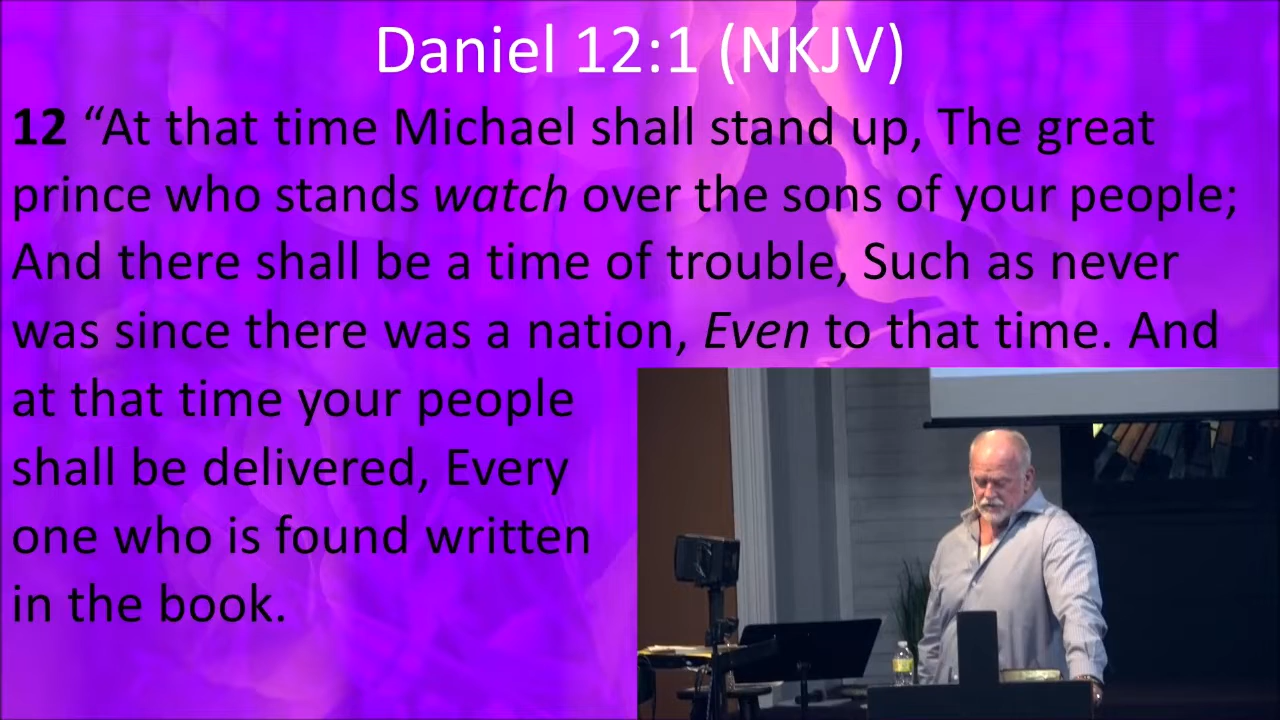 Daniel 12:1 (NKJV)
12 “At that time Michael shall stand up, The great
prince who stands watch over the sons of your people;
And there shall be a time of trouble, Such as never
was since there was a nation, Even to that time. And
at that time your people
shall be delivered, Every
one who is found written
in the book.